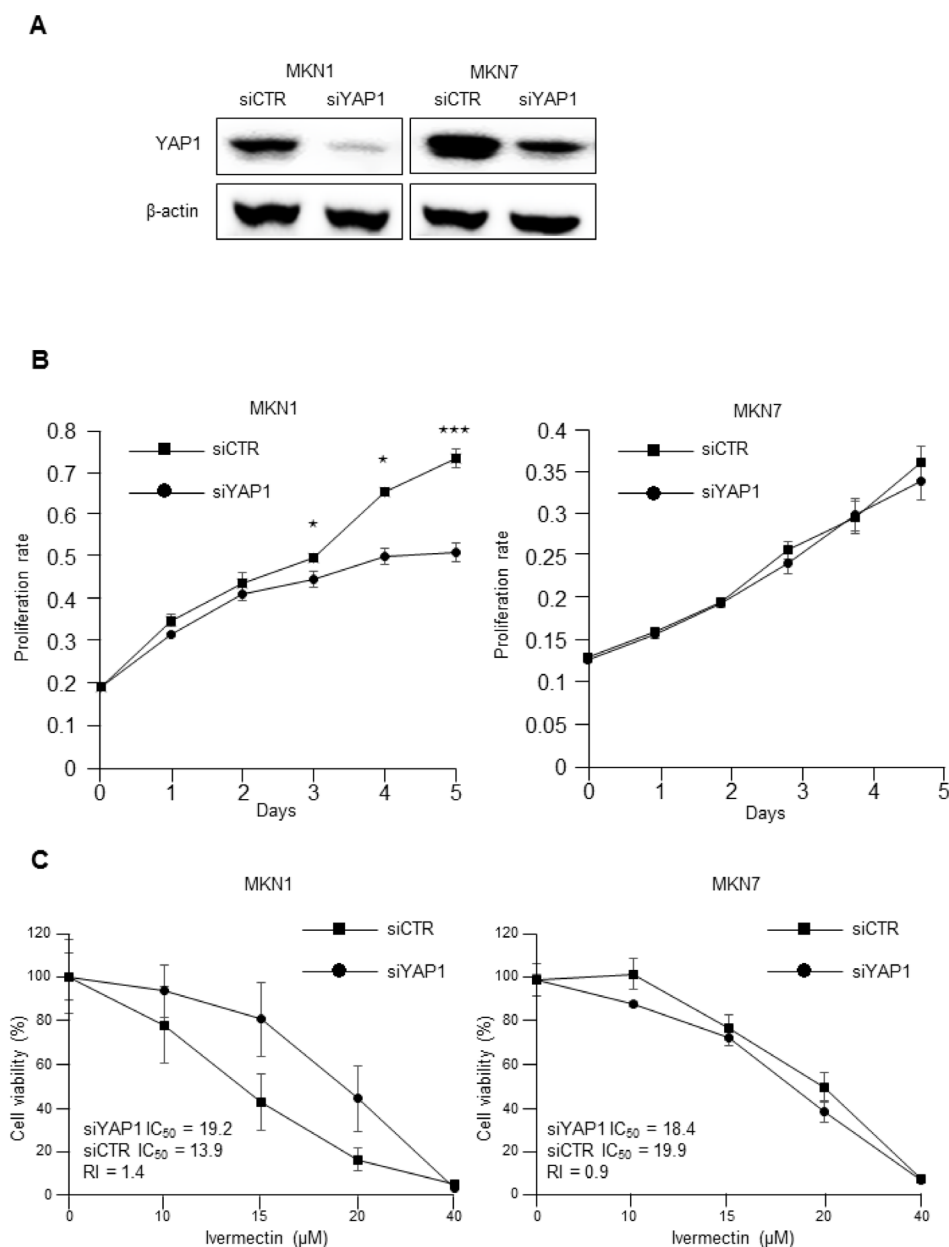 A
MKN1 MKN7
siCTR siYAP1 siCTR siYAP1
YAP1
β-actin
B
MKN1
0.8
0.7
0.6
0.5
0.4
0.3
0.2
0.1
0
Proliferation rate
siCTR
siYAP1
★
★
★★★
0 1 2 3 4 5
Days
MKN7
0.4
0.35
0.3
0.25
0.2
0.15
0.1
0.05
0
Proliferation rate
siCTR
siYAP1
0 1 2 3 4 5
Days
C
MKN1
120
100
80
60
40
20
0
Cell viability (%)
siCTR
siYAP1
siYAP1 IC50 = 19.2
siCTR IC50 = 13.9
RI = 1.4
0 10 15 20 40
Ivermectin (µM)
MKN7
120
100
80
60
40
20
0
Cell viability (%)
siCTR
siYAP1
siYAP1 IC50 = 18.4
siCTR IC50 = 19.9
RI = 0.9
0 10 15 20 40
Ivermectin (µM)